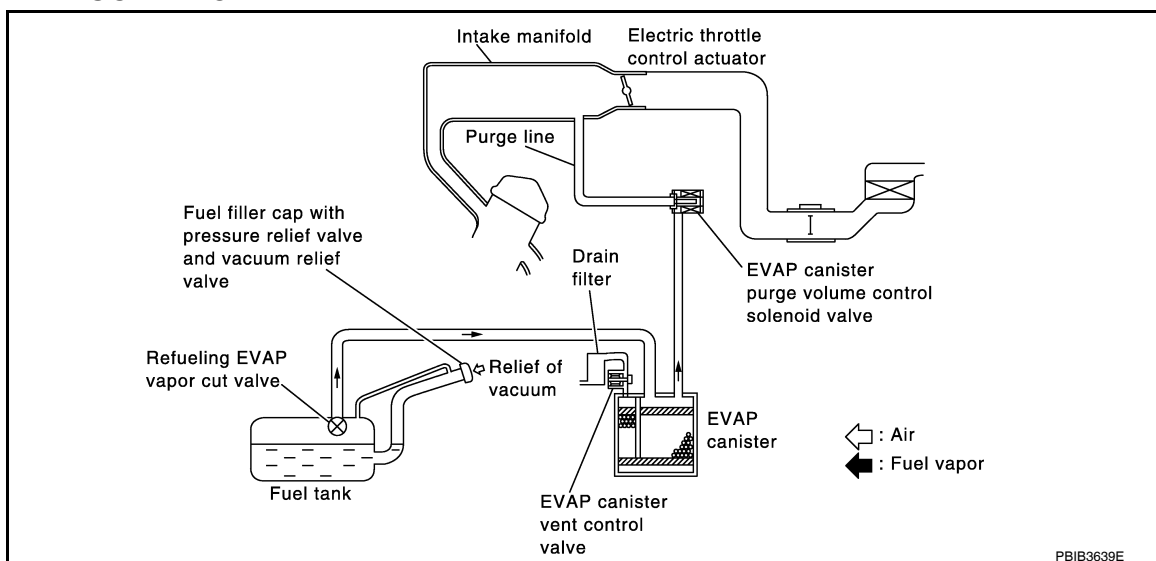 Intake manifold
Electric throttle
control actuator
Purge line
Fuel filler cap with
pressure relief valve
and vacuum relief
valve
Drain
filter
EVAP canister
purge volume control
solenoid valve
Refueling EVAP
vapor cut valve
Relief of
vacuum
EVAP
canister
: Air
: Fuel vapor
Fuel tank
EVAP canister
vent control
valve
PBIB3639E